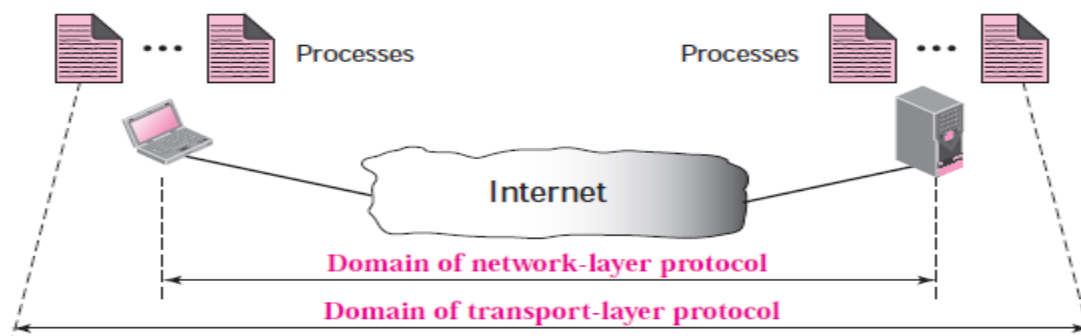 Processes
Processes
Internet
Domain of network-layer protocol
Domain of transport-layer protocol